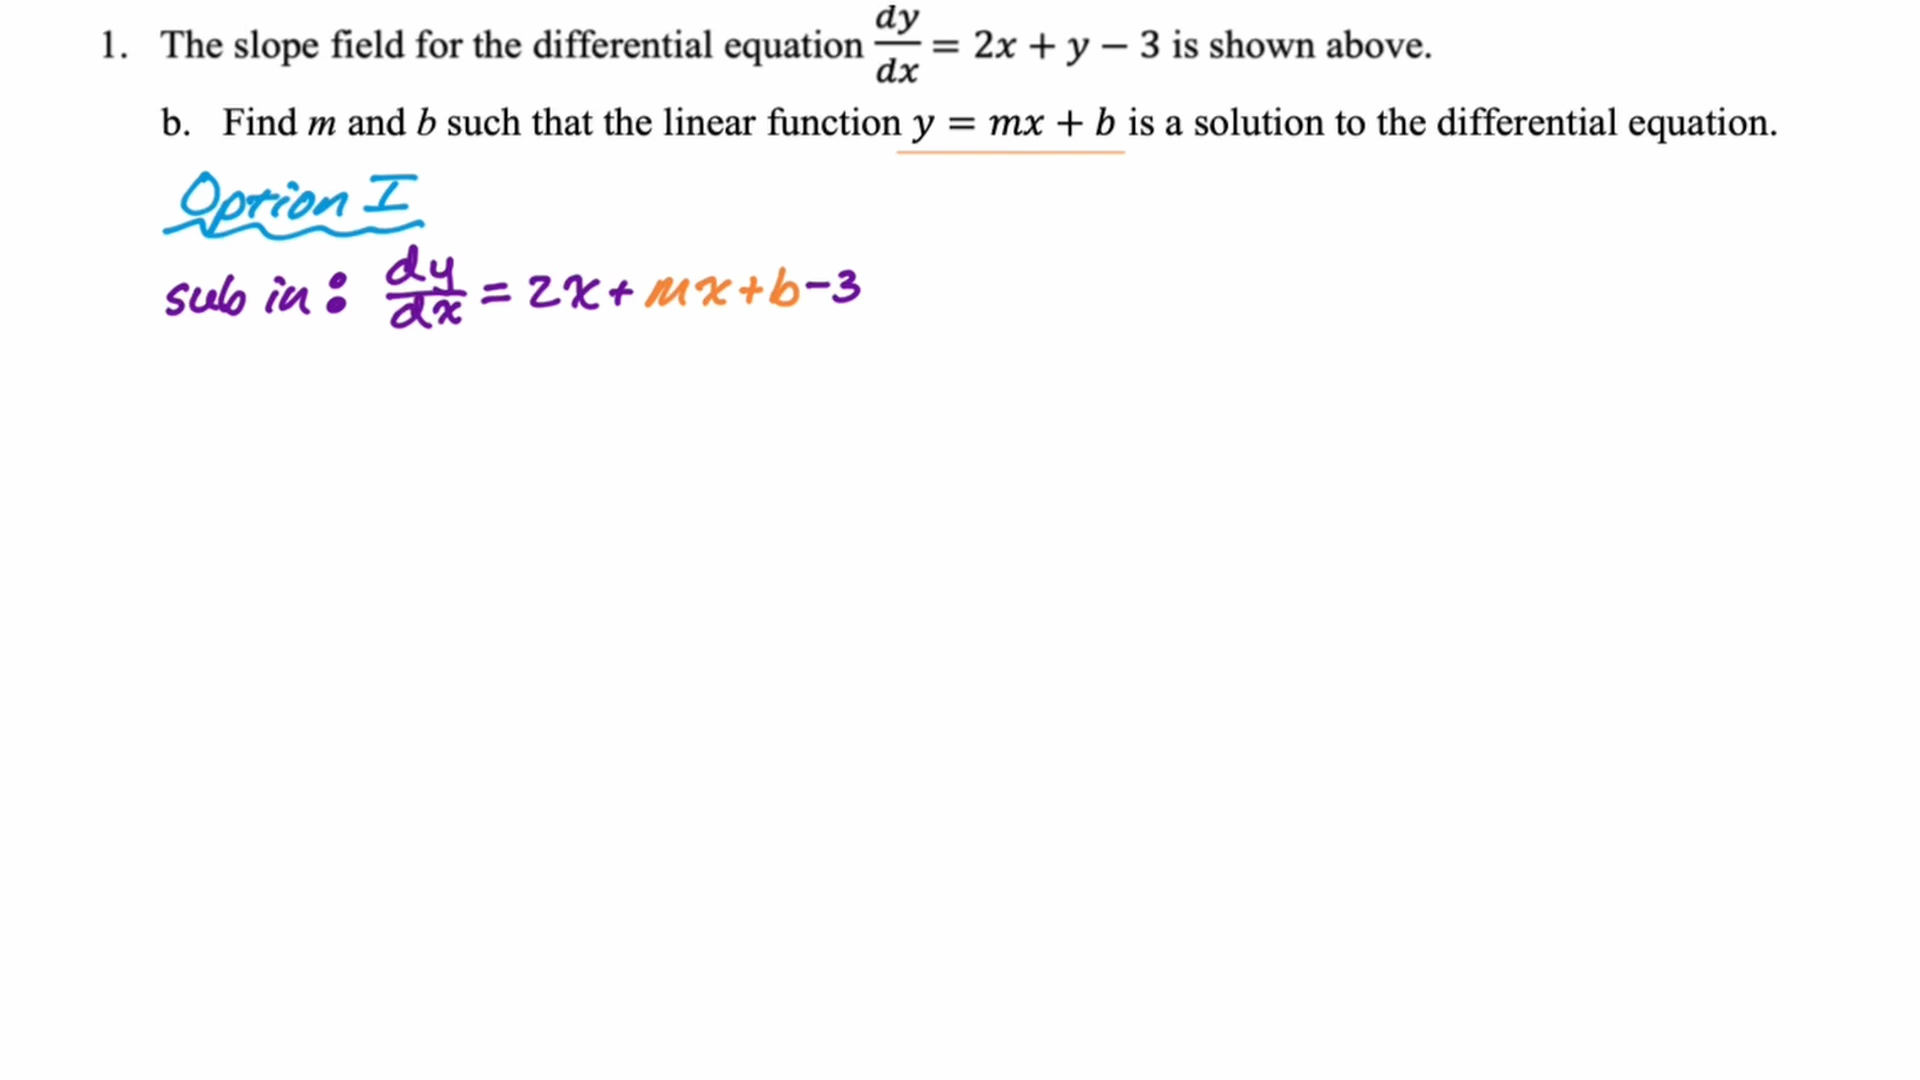 1. The slope field for the differential equation dy/dx = 2x + y − 3 is shown above.
b. Find m and b such that the linear function y = mx + b is a solution to the differential equation.
Option I
sub in: dy/dx = 2x + mx + b - 3